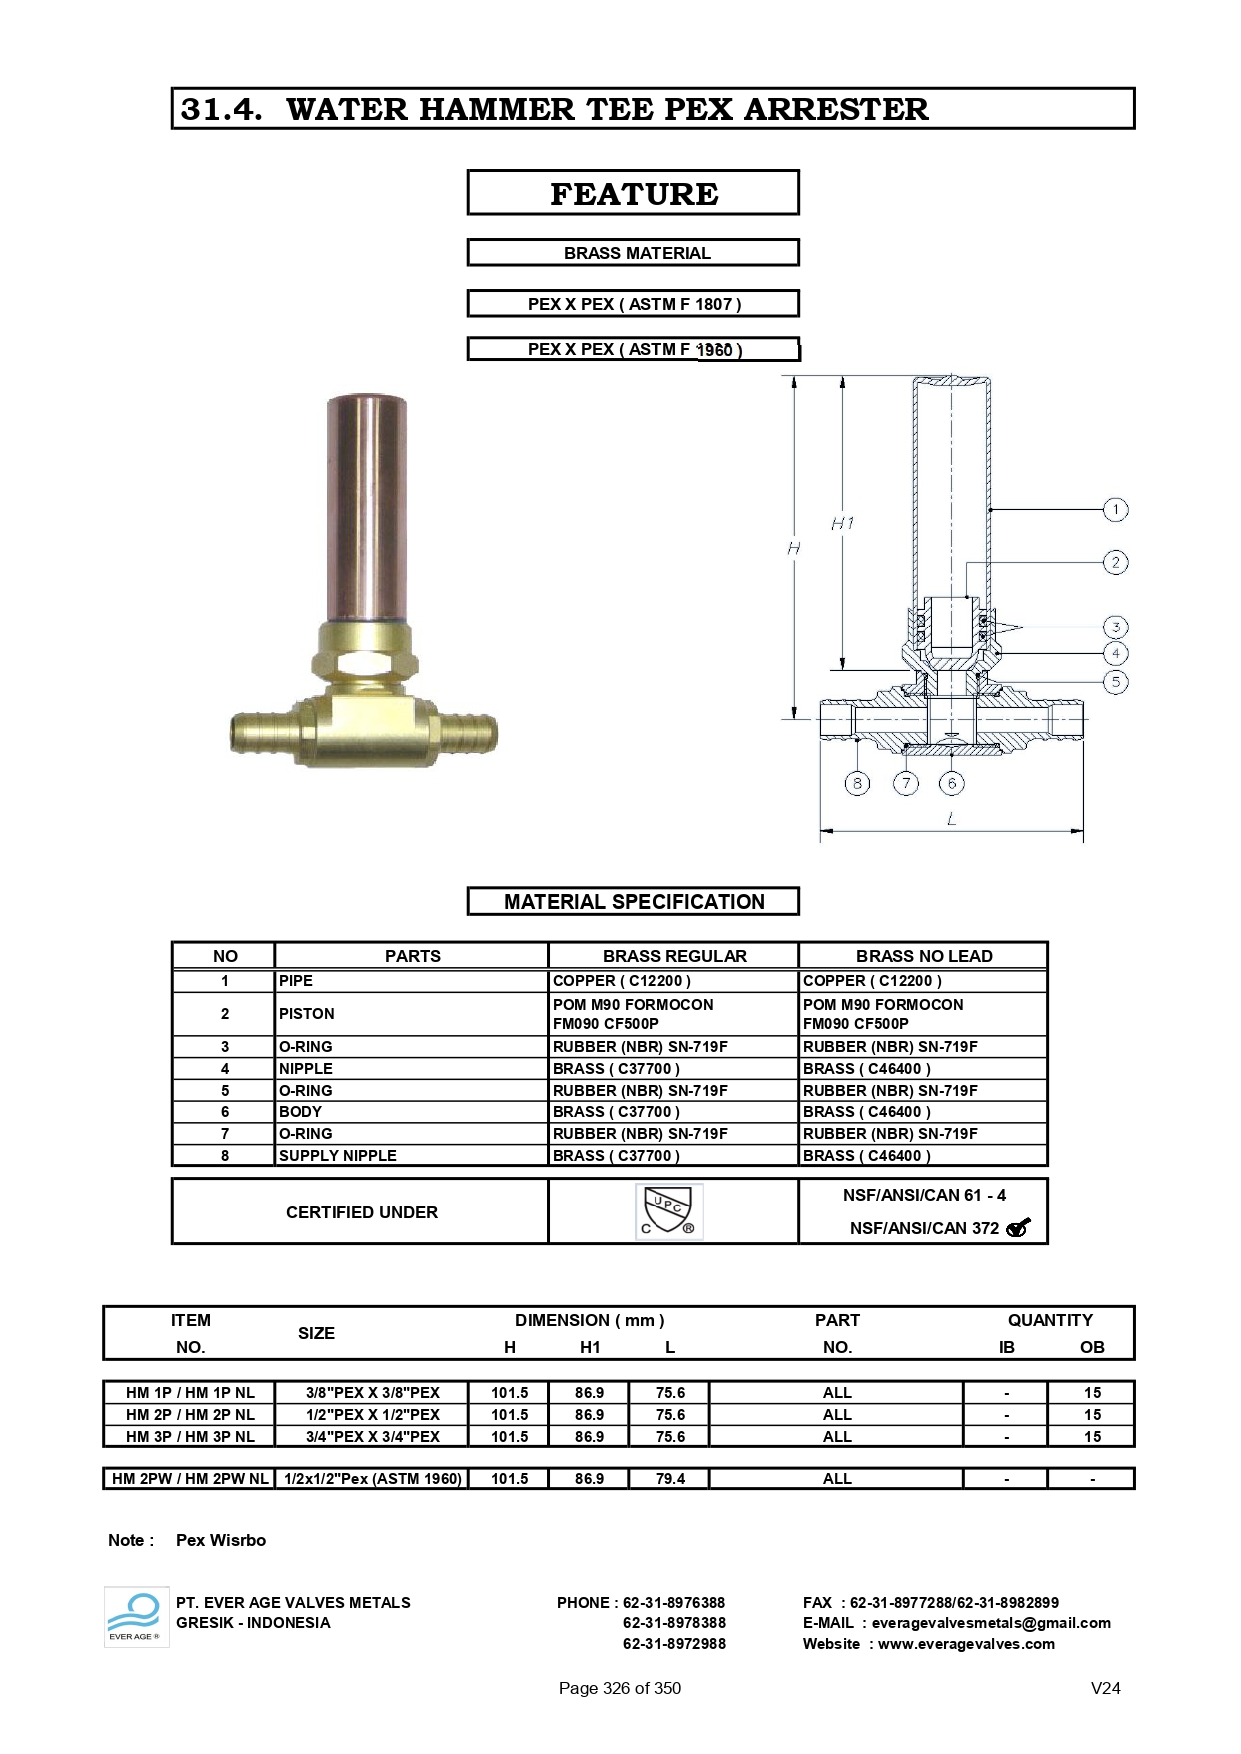 31.4. WATER HAMMER TEE PEX ARRESTER
FEATURE
BRASS MATERIAL
PEX X PEX ( ASTM F 1807 )
PEX X PEX ( ASTM F 1960 )
H
H1
1
2
3
4
5
8
7
6
L
MATERIAL SPECIFICATION
NO PARTS BRASS REGULAR BRASS NO LEAD
1 PIPE COPPER ( C12200 ) COPPER ( C12200 )
2 PISTON POM M90 FORMOCON POM M90 FORMOCON
FM090 CF500P FM090 CF500P
3 O-RING RUBBER (NBR) SN-719F RUBBER (NBR) SN-719F
4 NIPPLE BRASS ( C37700 ) BRASS ( C46400 )
5 O-RING RUBBER (NBR) SN-719F RUBBER (NBR) SN-719F
6 BODY BRASS ( C37700 ) BRASS ( C46400 )
7 O-RING RUBBER (NBR) SN-719F RUBBER (NBR) SN-719F
8 SUPPLY NIPPLE BRASS ( C37700 ) BRASS ( C46400 )
CERTIFIED UNDER
UPC
C ®
NSF/ANSI/CAN 61 - 4
NSF/ANSI/CAN 372
ITEM SIZE DIMENSION ( mm ) PART QUANTITY
NO. H H1 L NO. IB OB
HM 1P / HM 1P NL 3/8"PEX X 3/8"PEX 101.5 86.9 75.6 ALL - 15
HM 2P / HM 2P NL 1/2"PEX X 1/2"PEX 101.5 86.9 75.6 ALL - 15
HM 3P / HM 3P NL 3/4"PEX X 3/4"PEX 101.5 86.9 75.6 ALL - 15
HM 2PW / HM 2PW NL 1/2x1/2"Pex (ASTM 1960) 101.5 86.9 79.4 ALL - -
Note : Pex Wisrbo
EVER AGE ®
PT. EVER AGE VALVES METALS PHONE : 62-31-8976388 FAX : 62-31-8977288/62-31-8982899
GRESIK - INDONESIA 62-31-8978388 E-MAIL : everagevalvesmetals@gmail.com
62-31-8972988 Website : www.everagevalves.com
Page 326 of 350 V24